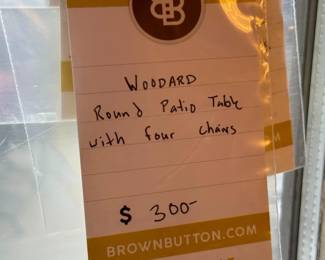 WOODARD
Round Patio Table
with four chairs
$ 300-
BROWNBUTTON.COM